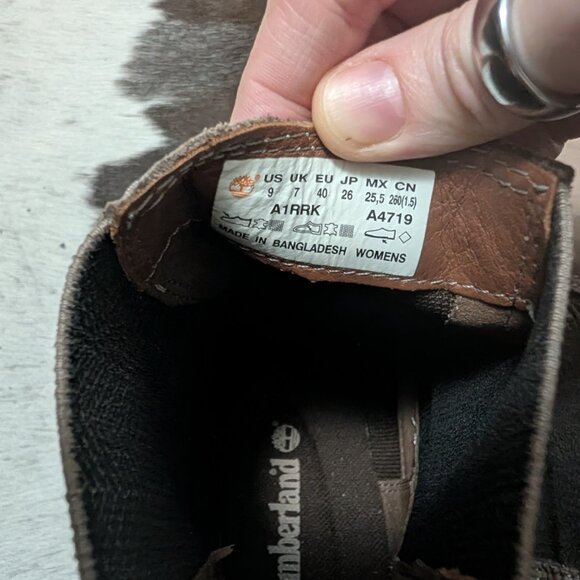 US UK EU JP MX CN
9 7 40 26 25,5 260(1.5)
A1RRK A4719
MADE IN BANGLADESH WOMENS
mberland